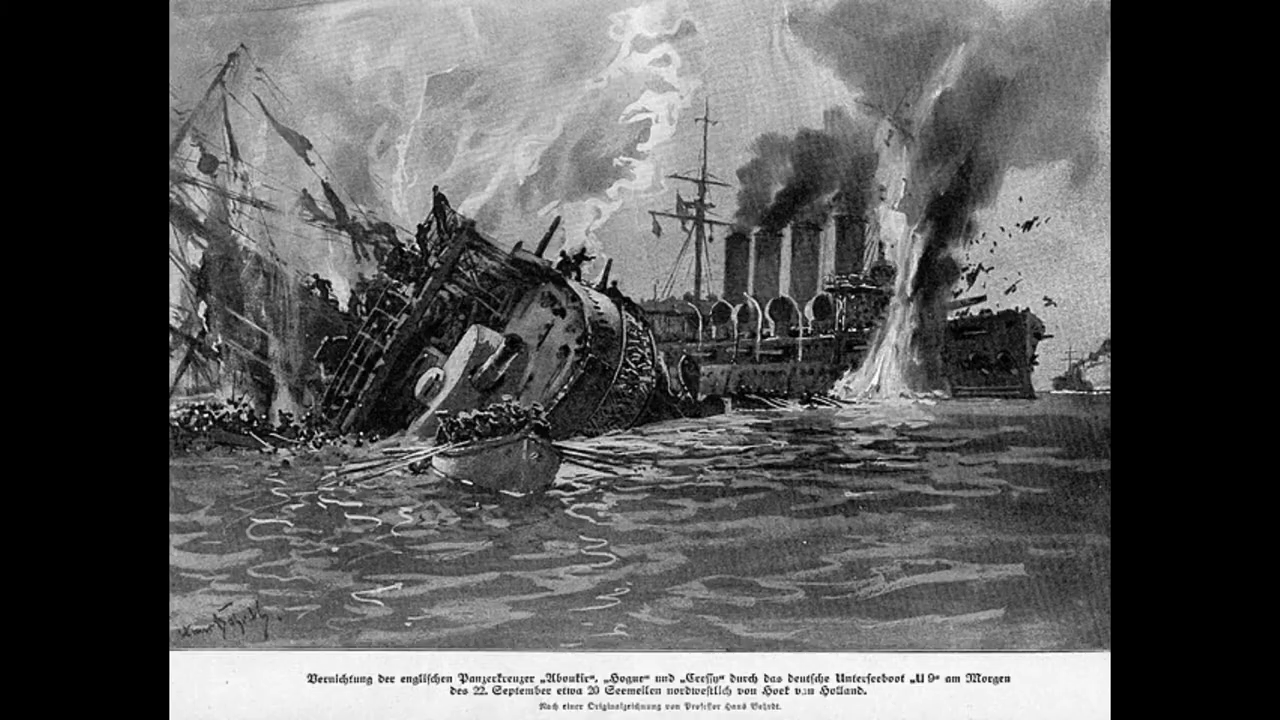 Vernichtung der englischen Panzerkreuzer „Aboukir“, „Hogue“ und „Cressy“ durch das deutsche Unterseeboot „U 9“ am Morgen
des 22. September etwa 20 Seemeilen nordwestlich von Hoek van Holland.
Nach einer Originalzeichnung von Professor Hans Bohrdt.